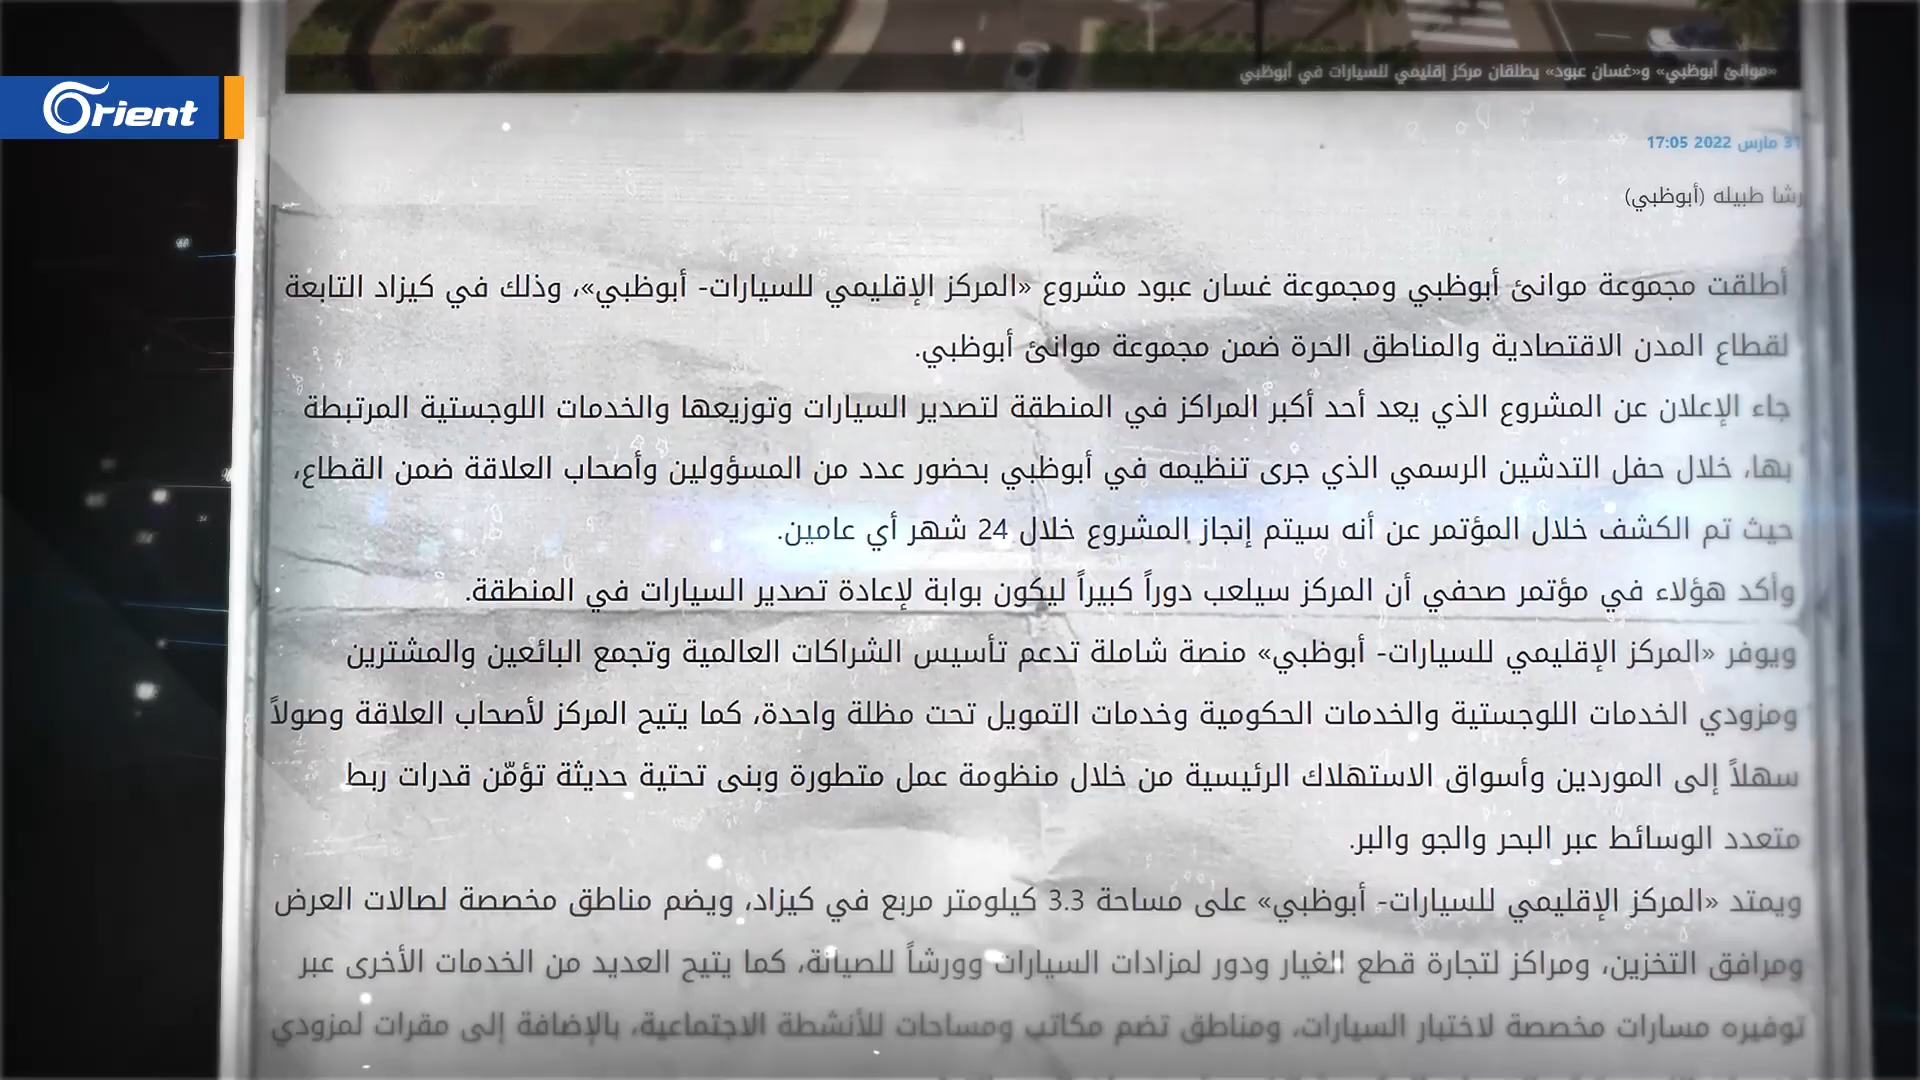 Orient
«موانئ أبوظبي» و«غسان عبود» يطلقان مركز إقليمي للسيارات في أبوظبي
31 مارس 2022 17:05
رشا طبيله (أبوظبي)
أطلقت مجموعة موانئ أبوظبي ومجموعة غسان عبود مشروع «المركز الإقليمي للسيارات- أبوظبي»، وذلك في كيزاد التابعة
لقطاع المدن الاقتصادية والمناطق الحرة ضمن مجموعة موانئ أبوظبي.
جاء الإعلان عن المشروع الذي يعد أحد أكبر المراكز في المنطقة لتصدير السيارات وتوزيعها والخدمات اللوجستية المرتبطة
بها، خلال حفل التدشين الرسمي الذي جرى تنظيمه في أبوظبي بحضور عدد من المسؤولين وأصحاب العلاقة ضمن القطاع،
حيث تم الكشف خلال المؤتمر عن أنه سيتم إنجاز المشروع خلال 24 شهر أي عامين.
وأكد هؤلاء في مؤتمر صحفي أن المركز سيلعب دوراً كبيراً ليكون بوابة لإعادة تصدير السيارات في المنطقة.
ويوفر «المركز الإقليمي للسيارات- أبوظبي» منصة شاملة تدعم تأسيس الشراكات العالمية وتجمع البائعين والمشترين
ومزودي الخدمات اللوجستية والخدمات الحكومية وخدمات التمويل تحت مظلة واحدة، كما يتيح المركز لأصحاب العلاقة وصولاً
سهلاً إلى الموردين وأسواق الاستهلاك الرئيسية من خلال منظومة عمل متطورة وبنى تحتية حديثة تؤمّن قدرات ربط
متعدد الوسائط عبر البحر والجو والبر.
ويمتد «المركز الإقليمي للسيارات- أبوظبي» على مساحة 3.3 كيلومتر مربع في كيزاد، ويضم مناطق مخصصة لصالات العرض
ومرافق التخزين، ومراكز لتجارة قطع الغيار ودور لمزادات السيارات وورشاً للصيانة، كما يتيح العديد من الخدمات الأخرى عبر
توفيره مسارات مخصصة لاختبار السيارات، ومناطق تضم مكاتب ومساحات للأنشطة الاجتماعية، بالإضافة إلى مقرات لمزودي